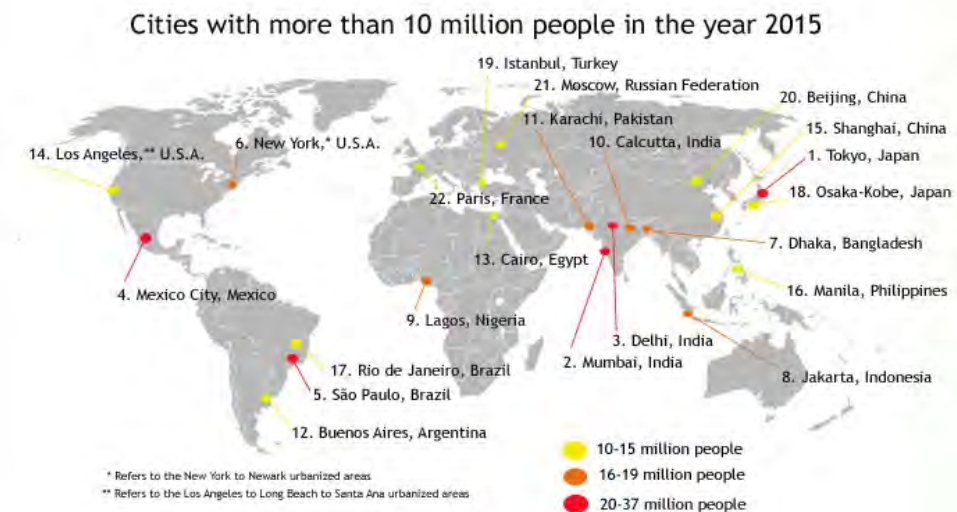 Cities with more than 10 million people in the year 2015
19. Istanbul, Turkey
21. Moscow, Russian Federation
20. Beijing, China
11. Karachi, Pakistan
15. Shanghai, China
6. New York,* U.S.A.
10. Calcutta, India
14. Los Angeles,** U.S.A.
1. Tokyo, Japan
18. Osaka-Kobe, Japan
22. Paris, France
7. Dhaka, Bangladesh
13. Cairo, Egypt
4. Mexico City, Mexico
16. Manila, Philippines
9. Lagos, Nigeria
3. Delhi, India
2. Mumbai, India
17. Rio de Janeiro, Brazil
8. Jakarta, Indonesia
5. São Paulo, Brazil
12. Buenos Aires, Argentina
10-15 million people
* Refers to the New York to Newark urbanized areas
16-19 million people
** Refers to the Los Angeles to Long Beach to Santa Ana urbanized areas
20-37 million people